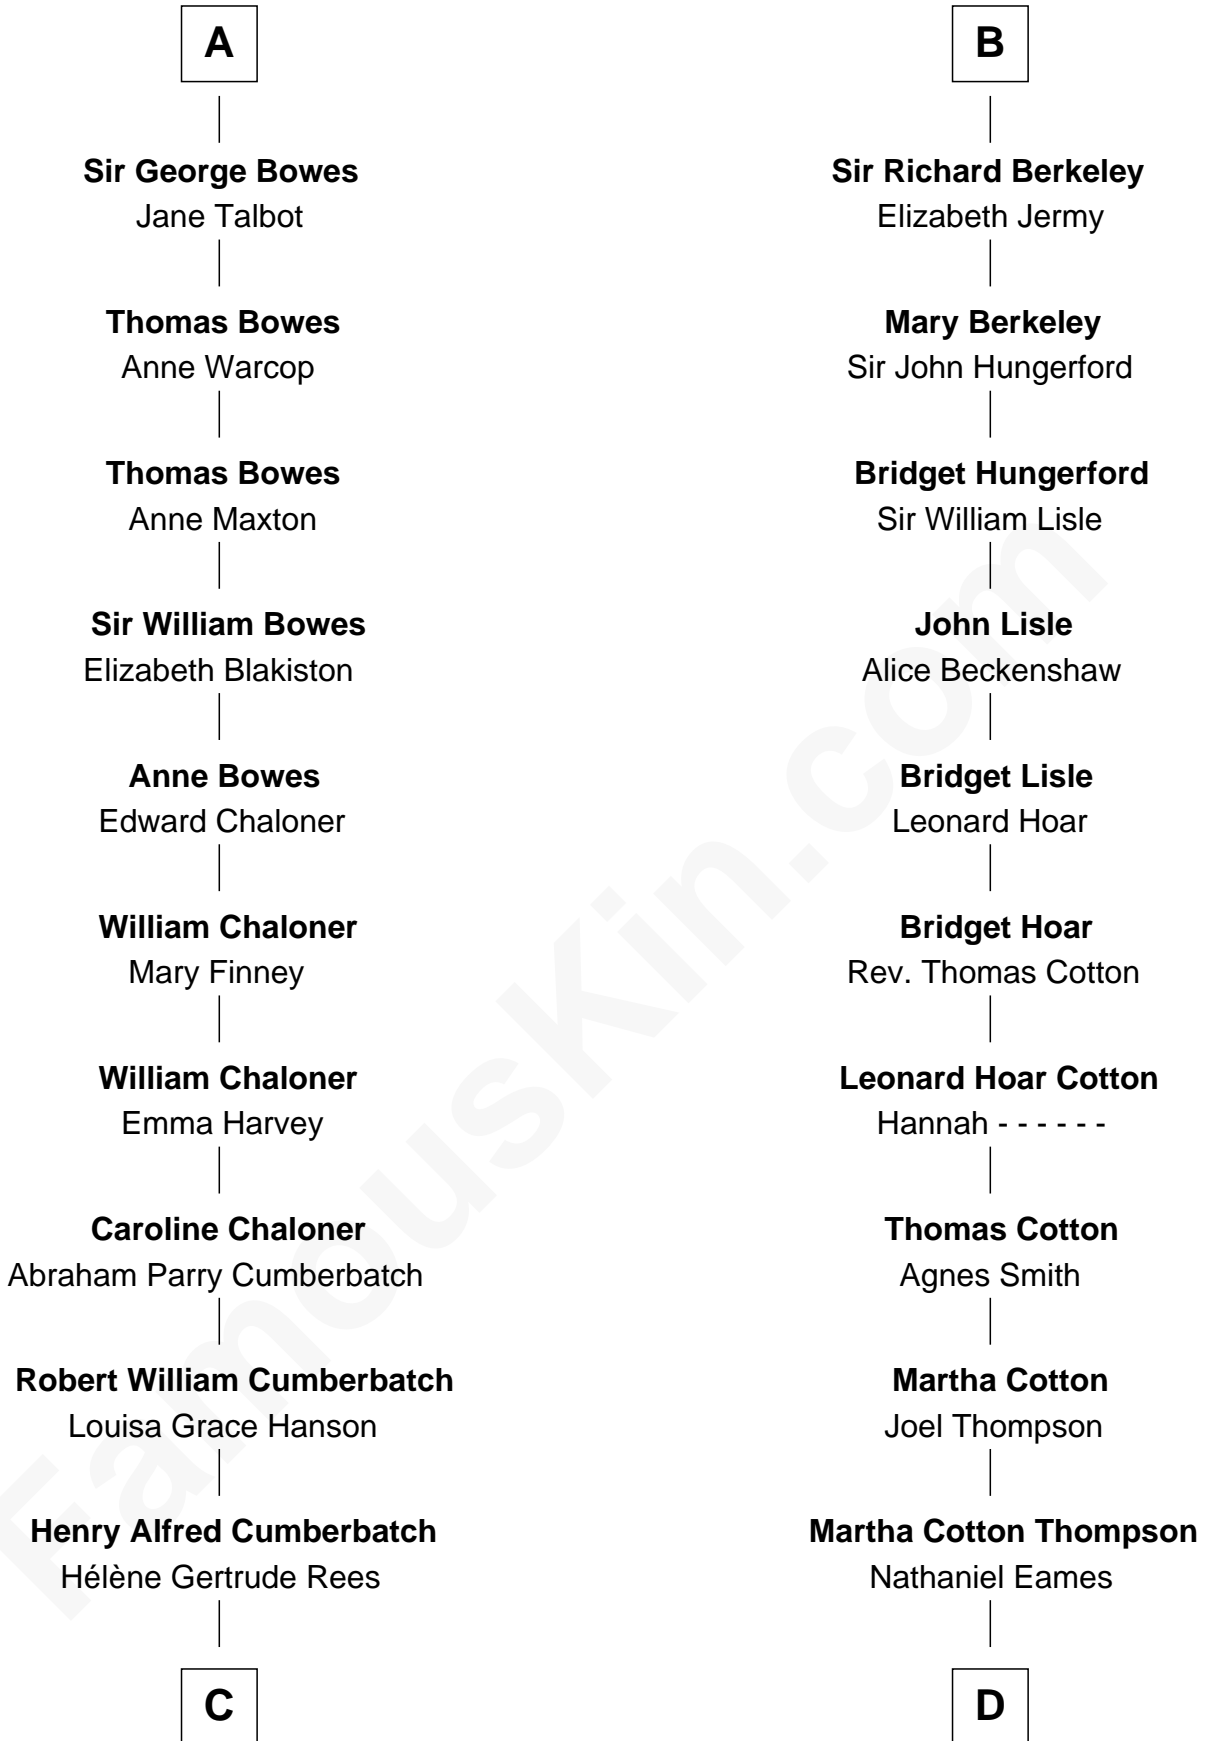 A
Sir George Bowes
Jane Talbot
Thomas Bowes
Anne Warcop
Thomas Bowes
Anne Maxton
Sir William Bowes
Elizabeth Blakiston
Anne Bowes
Edward Chaloner
William Chaloner
Mary Finney
William Chaloner
Emma Harvey
Caroline Chaloner
Abraham Parry Cumberbatch
Robert William Cumberbatch
Louisa Grace Hanson
Henry Alfred Cumberbatch
Hélène Gertrude Rees
C
B
Sir Richard Berkeley
Elizabeth Jermy
Mary Berkeley
Sir John Hungerford
Bridget Hungerford
Sir William Lisle
John Lisle
Alice Beckenshaw
Bridget Lisle
Leonard Hoar
Bridget Hoar
Rev. Thomas Cotton
Leonard Hoar Cotton
Hannah - - - - - -
Thomas Cotton
Agnes Smith
Martha Cotton
Joel Thompson
Martha Cotton Thompson
Nathaniel Eames
D
FamousKin.com